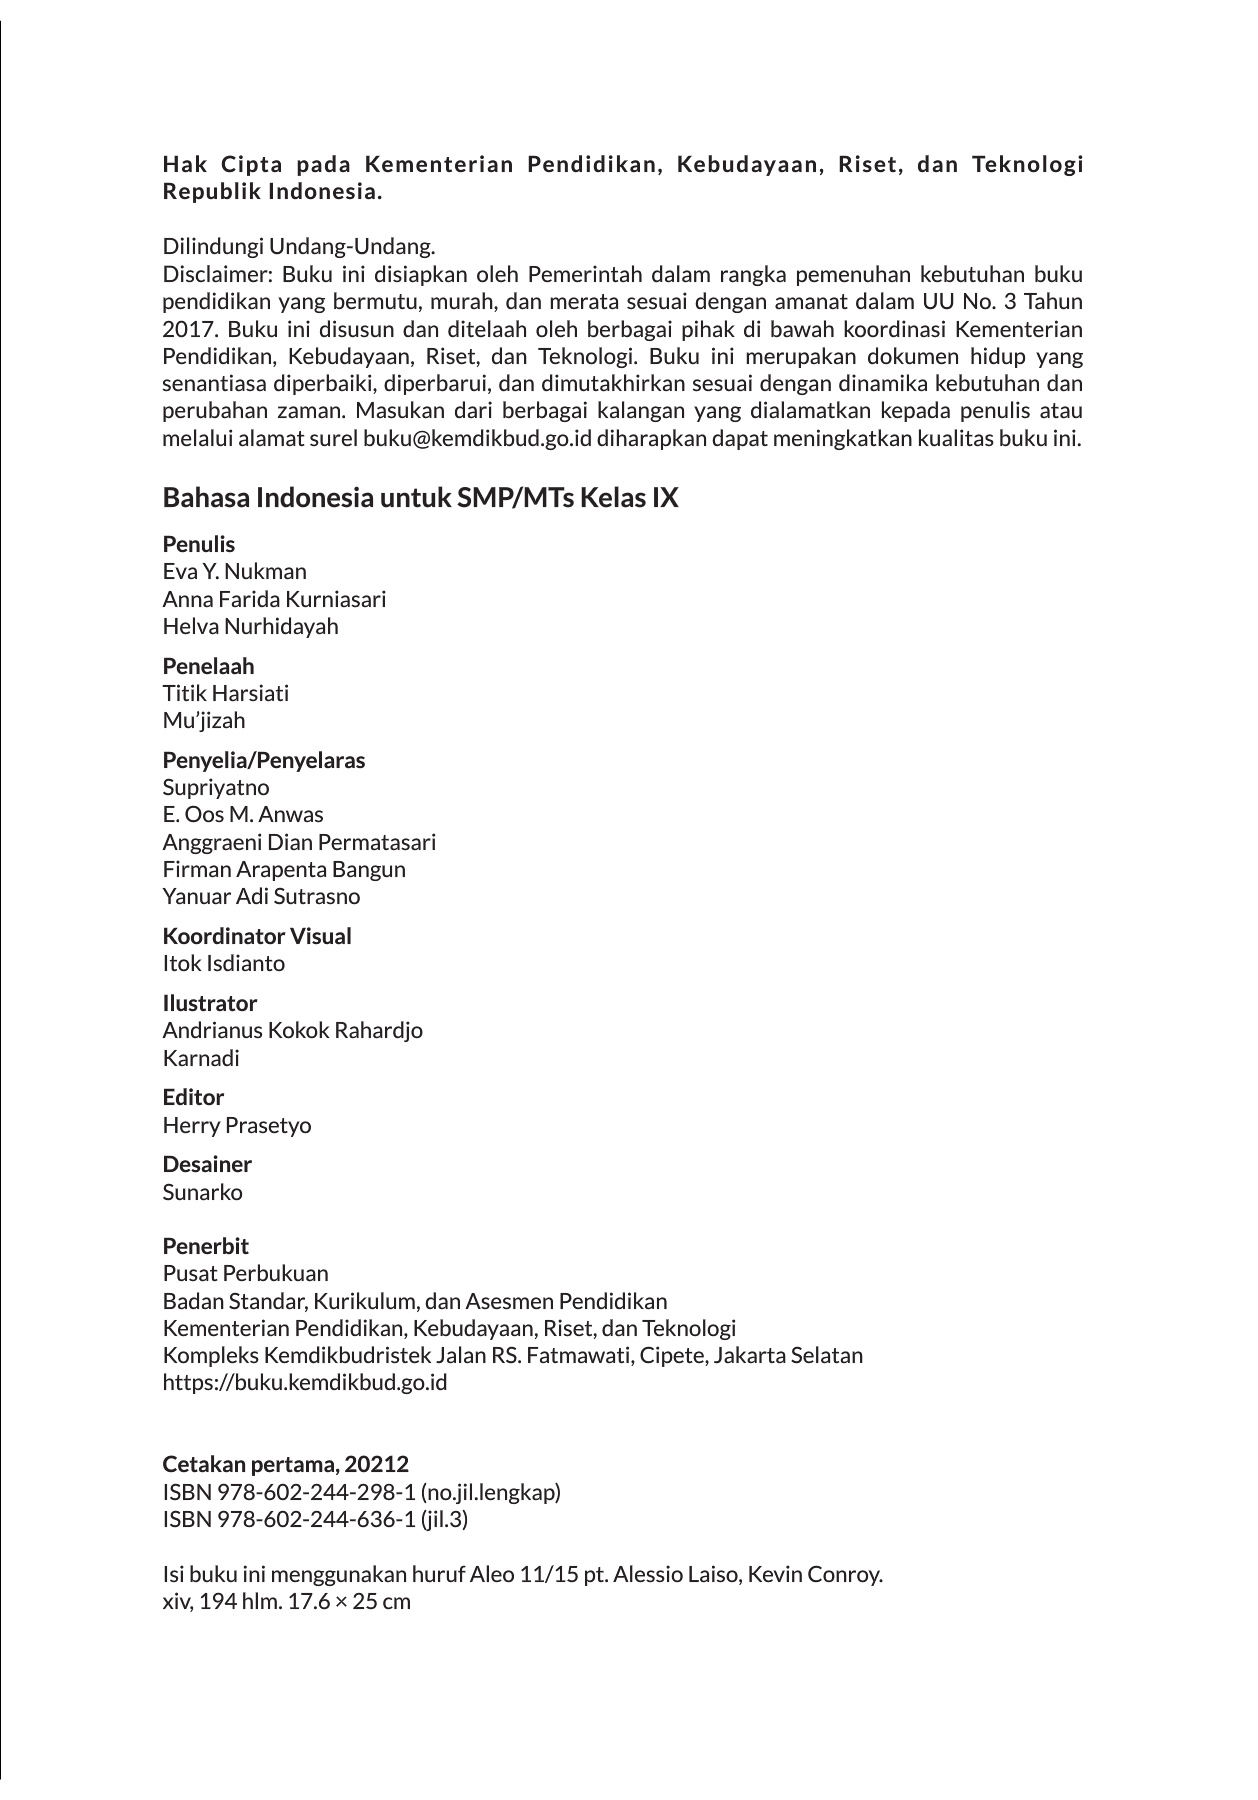 Hak Cipta pada Kementerian Pendidikan, Kebudayaan, Riset, dan Teknologi
Republik Indonesia.
Dilindungi Undang-Undang.
Disclaimer: Buku ini disiapkan oleh Pemerintah dalam rangka pemenuhan kebutuhan buku
pendidikan yang bermutu, murah, dan merata sesuai dengan amanat dalam UU No. 3 Tahun
2017. Buku ini disusun dan ditelaah oleh berbagai pihak di bawah koordinasi Kementerian
Pendidikan, Kebudayaan, Riset, dan Teknologi. Buku ini merupakan dokumen hidup yang
senantiasa diperbaiki, diperbarui, dan dimutakhirkan sesuai dengan dinamika kebutuhan dan
perubahan zaman. Masukan dari berbagai kalangan yang dialamatkan kepada penulis atau
melalui alamat surel buku@kemdikbud.go.id diharapkan dapat meningkatkan kualitas buku ini.
Bahasa Indonesia untuk SMP/MTs Kelas IX
Penulis
Eva Y. Nukman
Anna Farida Kurniasari
Helva Nurhidayah
Penelaah
Titik Harsiati
Mu’jizah
Penyelia/Penyelaras
Supriyatno
E. Oos M. Anwas
Anggraeni Dian Permatasari
Firman Arapenta Bangun
Yanuar Adi Sutrasno
Koordinator Visual
Itok Isdianto
Ilustrator
Andrianus Kokok Rahardjo
Karnadi
Editor
Herry Prasetyo
Desainer
Sunarko
Penerbit
Pusat Perbukuan
Badan Standar, Kurikulum, dan Asesmen Pendidikan
Kementerian Pendidikan, Kebudayaan, Riset, dan Teknologi
Kompleks Kemdikbudristek Jalan RS. Fatmawati, Cipete, Jakarta Selatan
https://buku.kemdikbud.go.id
Cetakan pertama, 20212
ISBN 978-602-244-298-1 (no.jil.lengkap)
ISBN 978-602-244-636-1 (jil.3)
Isi buku ini menggunakan huruf Aleo 11/15 pt. Alessio Laiso, Kevin Conroy.
xiv, 194 hlm. 17.6 × 25 cm